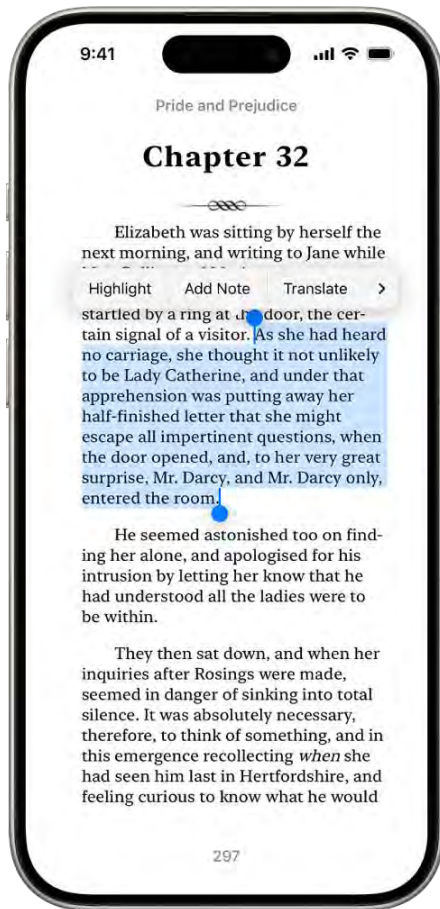 9:41
Pride and Prejudice
Chapter 32
Elizabeth was sitting by herself the
next morning, and writing to Jane while
Highlight Add Note Translate >
startled by a ring at door, the cer-
tain signal of a visitor. As she had heard
no carriage, she thought it not unlikely
to be Lady Catherine, and under that
apprehension was putting away her
half-finished letter that she might
escape all impertinent questions, when
the door opened, and, to her very great
surprise, Mr. Darcy, and Mr. Darcy only,
entered the room.
He seemed astonished too on find-
ing her alone, and apologised for his
intrusion by letting her know that he
had understood all the ladies were to
be within.
They then sat down, and when her
inquiries after Rosings were made,
seemed in danger of sinking into total
silence. It was absolutely necessary,
therefore, to think of something, and in
this emergence recollecting when she
had seen him last in Hertfordshire, and
feeling curious to know what he would
297